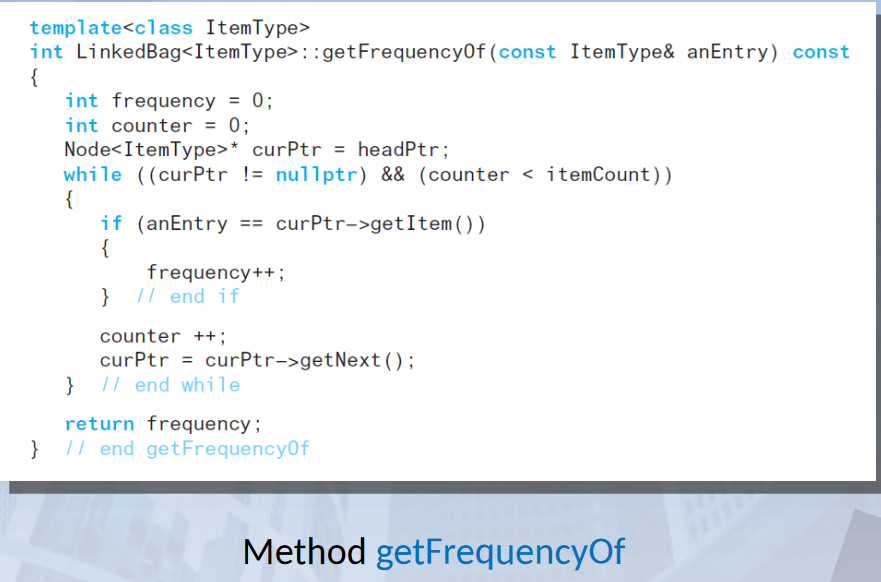 template<class ItemType>
int LinkedBag<ItemType>::getFrequencyOf(const ItemType& anEntry) const
{
int frequency = 0;
int counter = 0;
Node<ItemType>* curPtr = headPtr;
while ((curPtr != nullptr) && (counter < itemCount))
{
if (anEntry == curPtr->getItem())
{
frequency++;
} // end if
counter ++;
curPtr = curPtr->getNext();
} // end while
return frequency;
} // end getFrequencyOf
Method getFrequencyOf